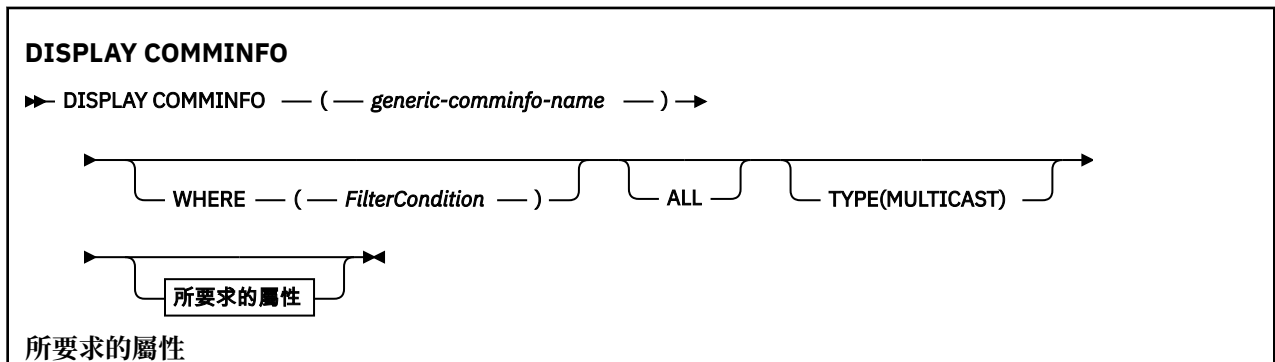 DISPLAY COMMINFO
DISPLAY COMMINFO ( generic-comminfo-name )
WHERE ( FilterCondition ) ALL TYPE(MULTICAST)
所要求的屬性
所要求的屬性